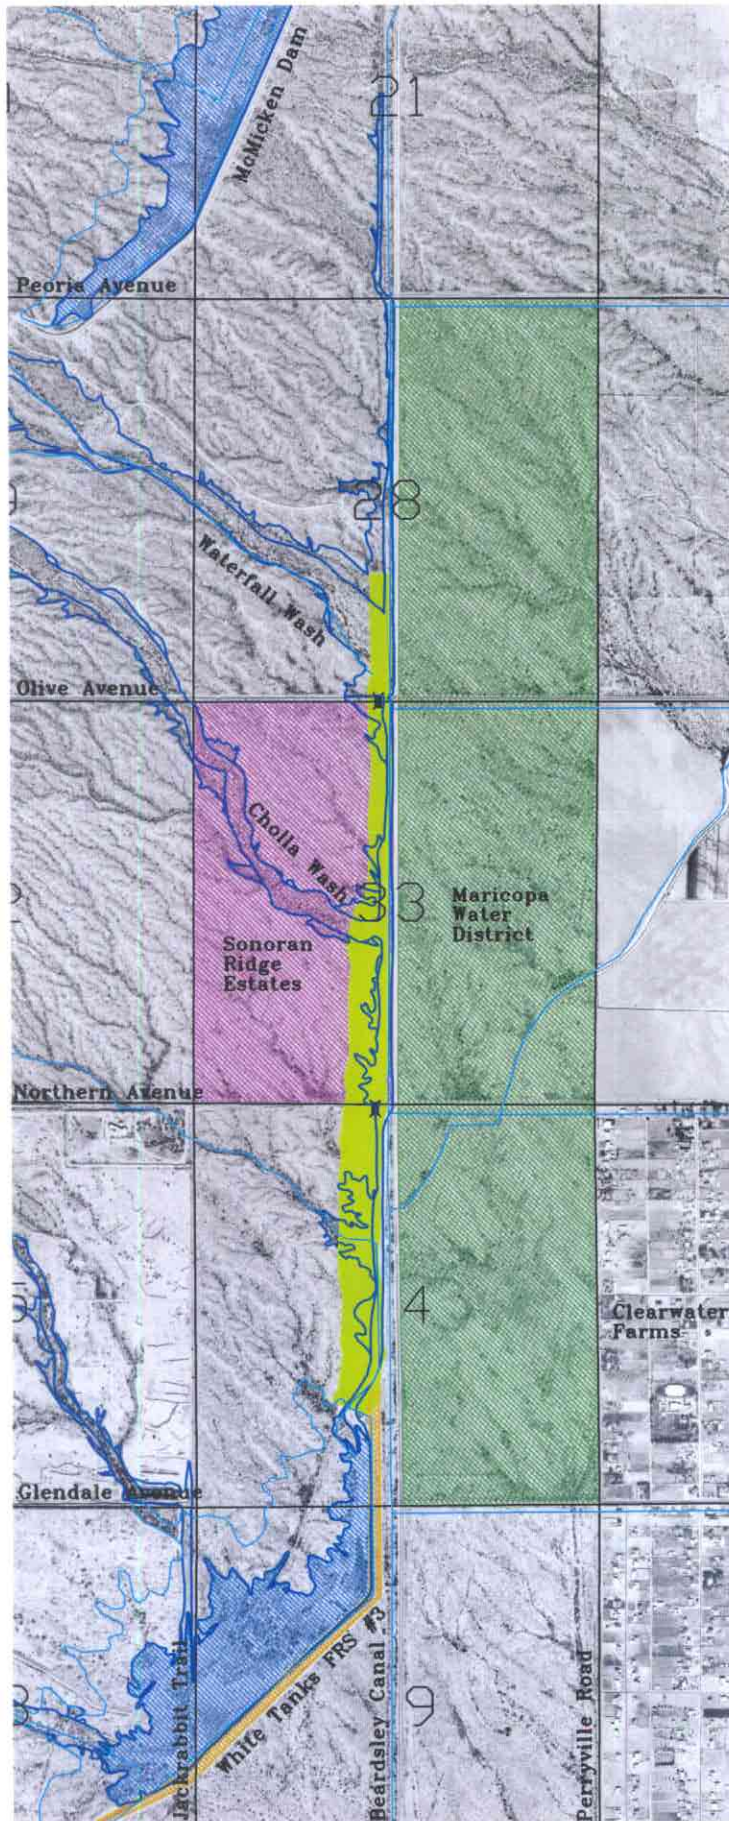 21
McMicken Dam
Peoria Avenue
28
Waterfall Wash
Olive Avenue
Cholla Wash
Maricopa
Water
District
Sonoran
Ridge
Estates
Northern Avenue
4
Clearwater
Farms
Glendale Avenue
Jackrabbit Trail
White Tanks FRS #3
Beardsley Canal
9
Perryville Road